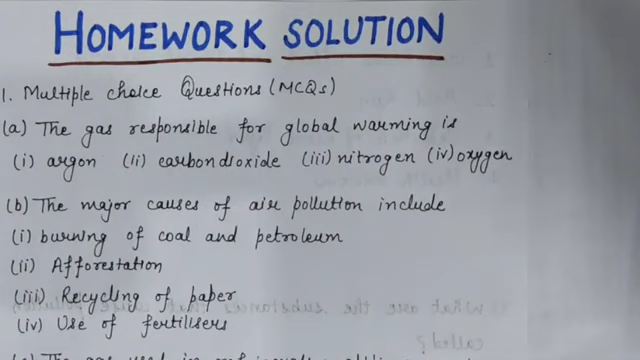 HOMEWORK SOLUTION
1. Multiple choice Questions (MCQs)
(a) The gas responsible for global warming is
(i) argon (ii) carbondioxide (iii) nitrogen (iv) oxygen
(b) The major causes of air pollution include
(i) burning of coal and petroleum
(ii) Afforestation
(iii) Recycling of paper
(iv) Use of fertilisers